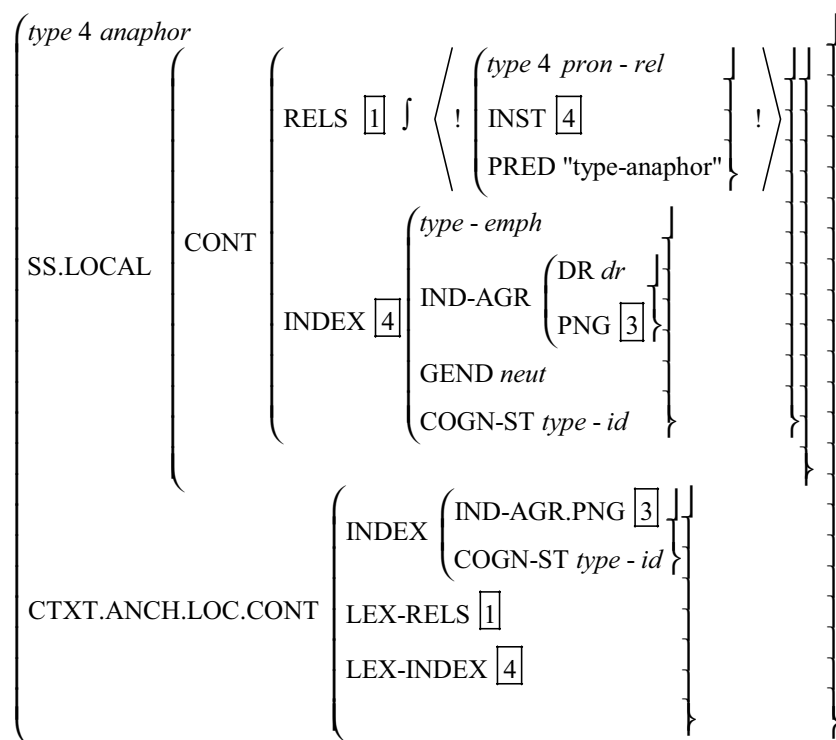 type 4 anaphor
SS.LOCAL
CONT
RELS 1 ∫ 〈 ! type 4 pron - rel
INST 4
PRED "type-anaphor" ! 〉
INDEX 4
type - emph
IND-AGR
DR dr
PNG 3
GEND neut
COGN-ST type - id
CTXT.ANCH.LOC.CONT
INDEX
IND-AGR.PNG 3
COGN-ST type - id
LEX-RELS 1
LEX-INDEX 4